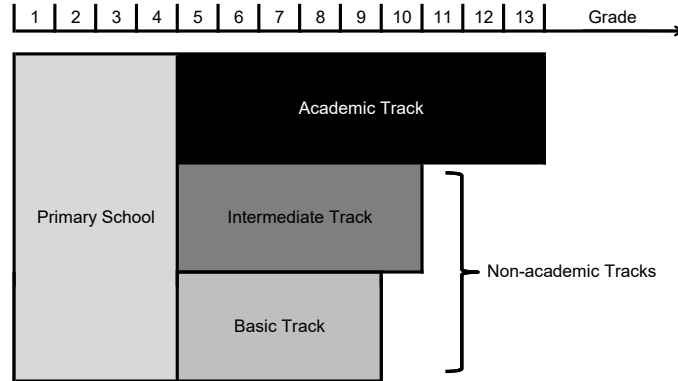 1 2 3 4 5 6 7 8 9 10 11 12 13 Grade
Academic Track
Primary School
Intermediate Track
Non-academic Tracks
Basic Track